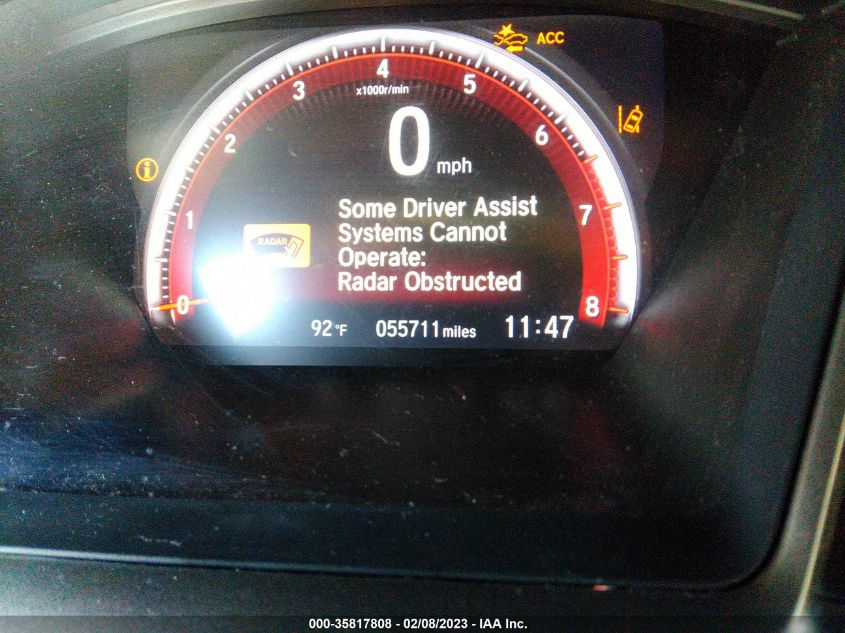 ACC
4
3
5
x1000r/min
2
6
0 mph
1
7
Some Driver Assist
Systems Cannot
Operate:
Radar Obstructed
RADAR
0
8
92°F
055711 miles
11:47
000-35817808 - 02/08/2023 - IAA Inc.